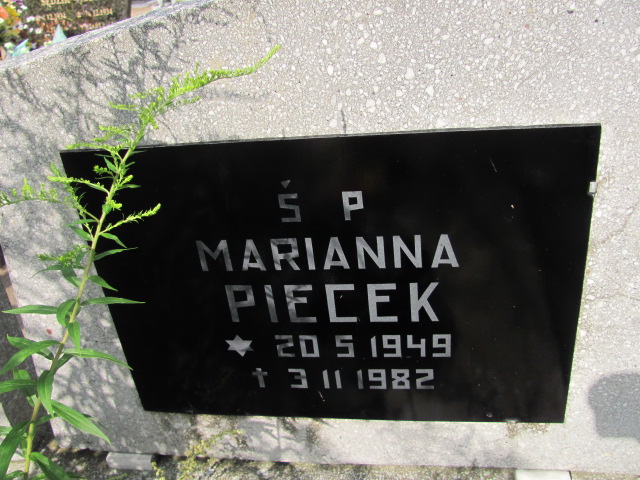 Ś P
MARIANNA
PIECEK
✶ 20 5 1949
† 3 11 1982